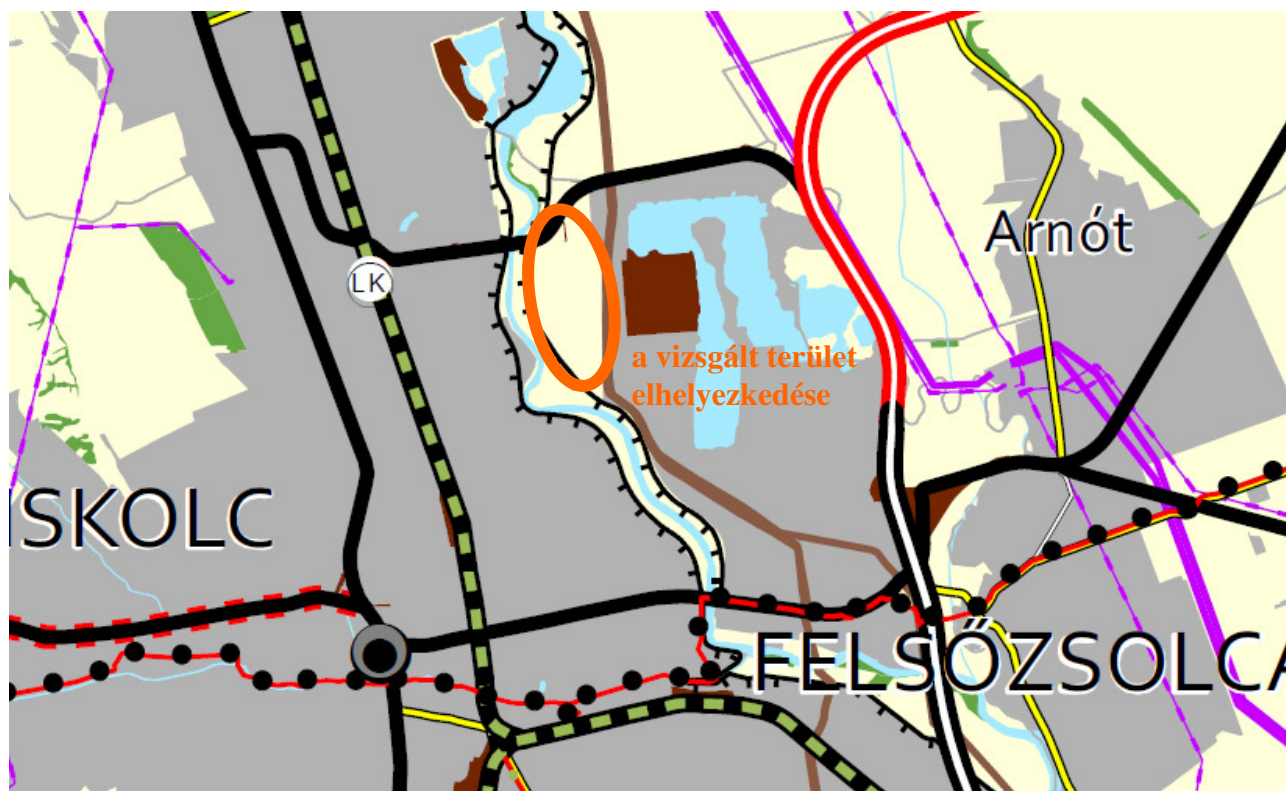 Arnót
LK
a vizsgált terület
elhelyezkedése
ISKOLC
FELSŐZSOLCA